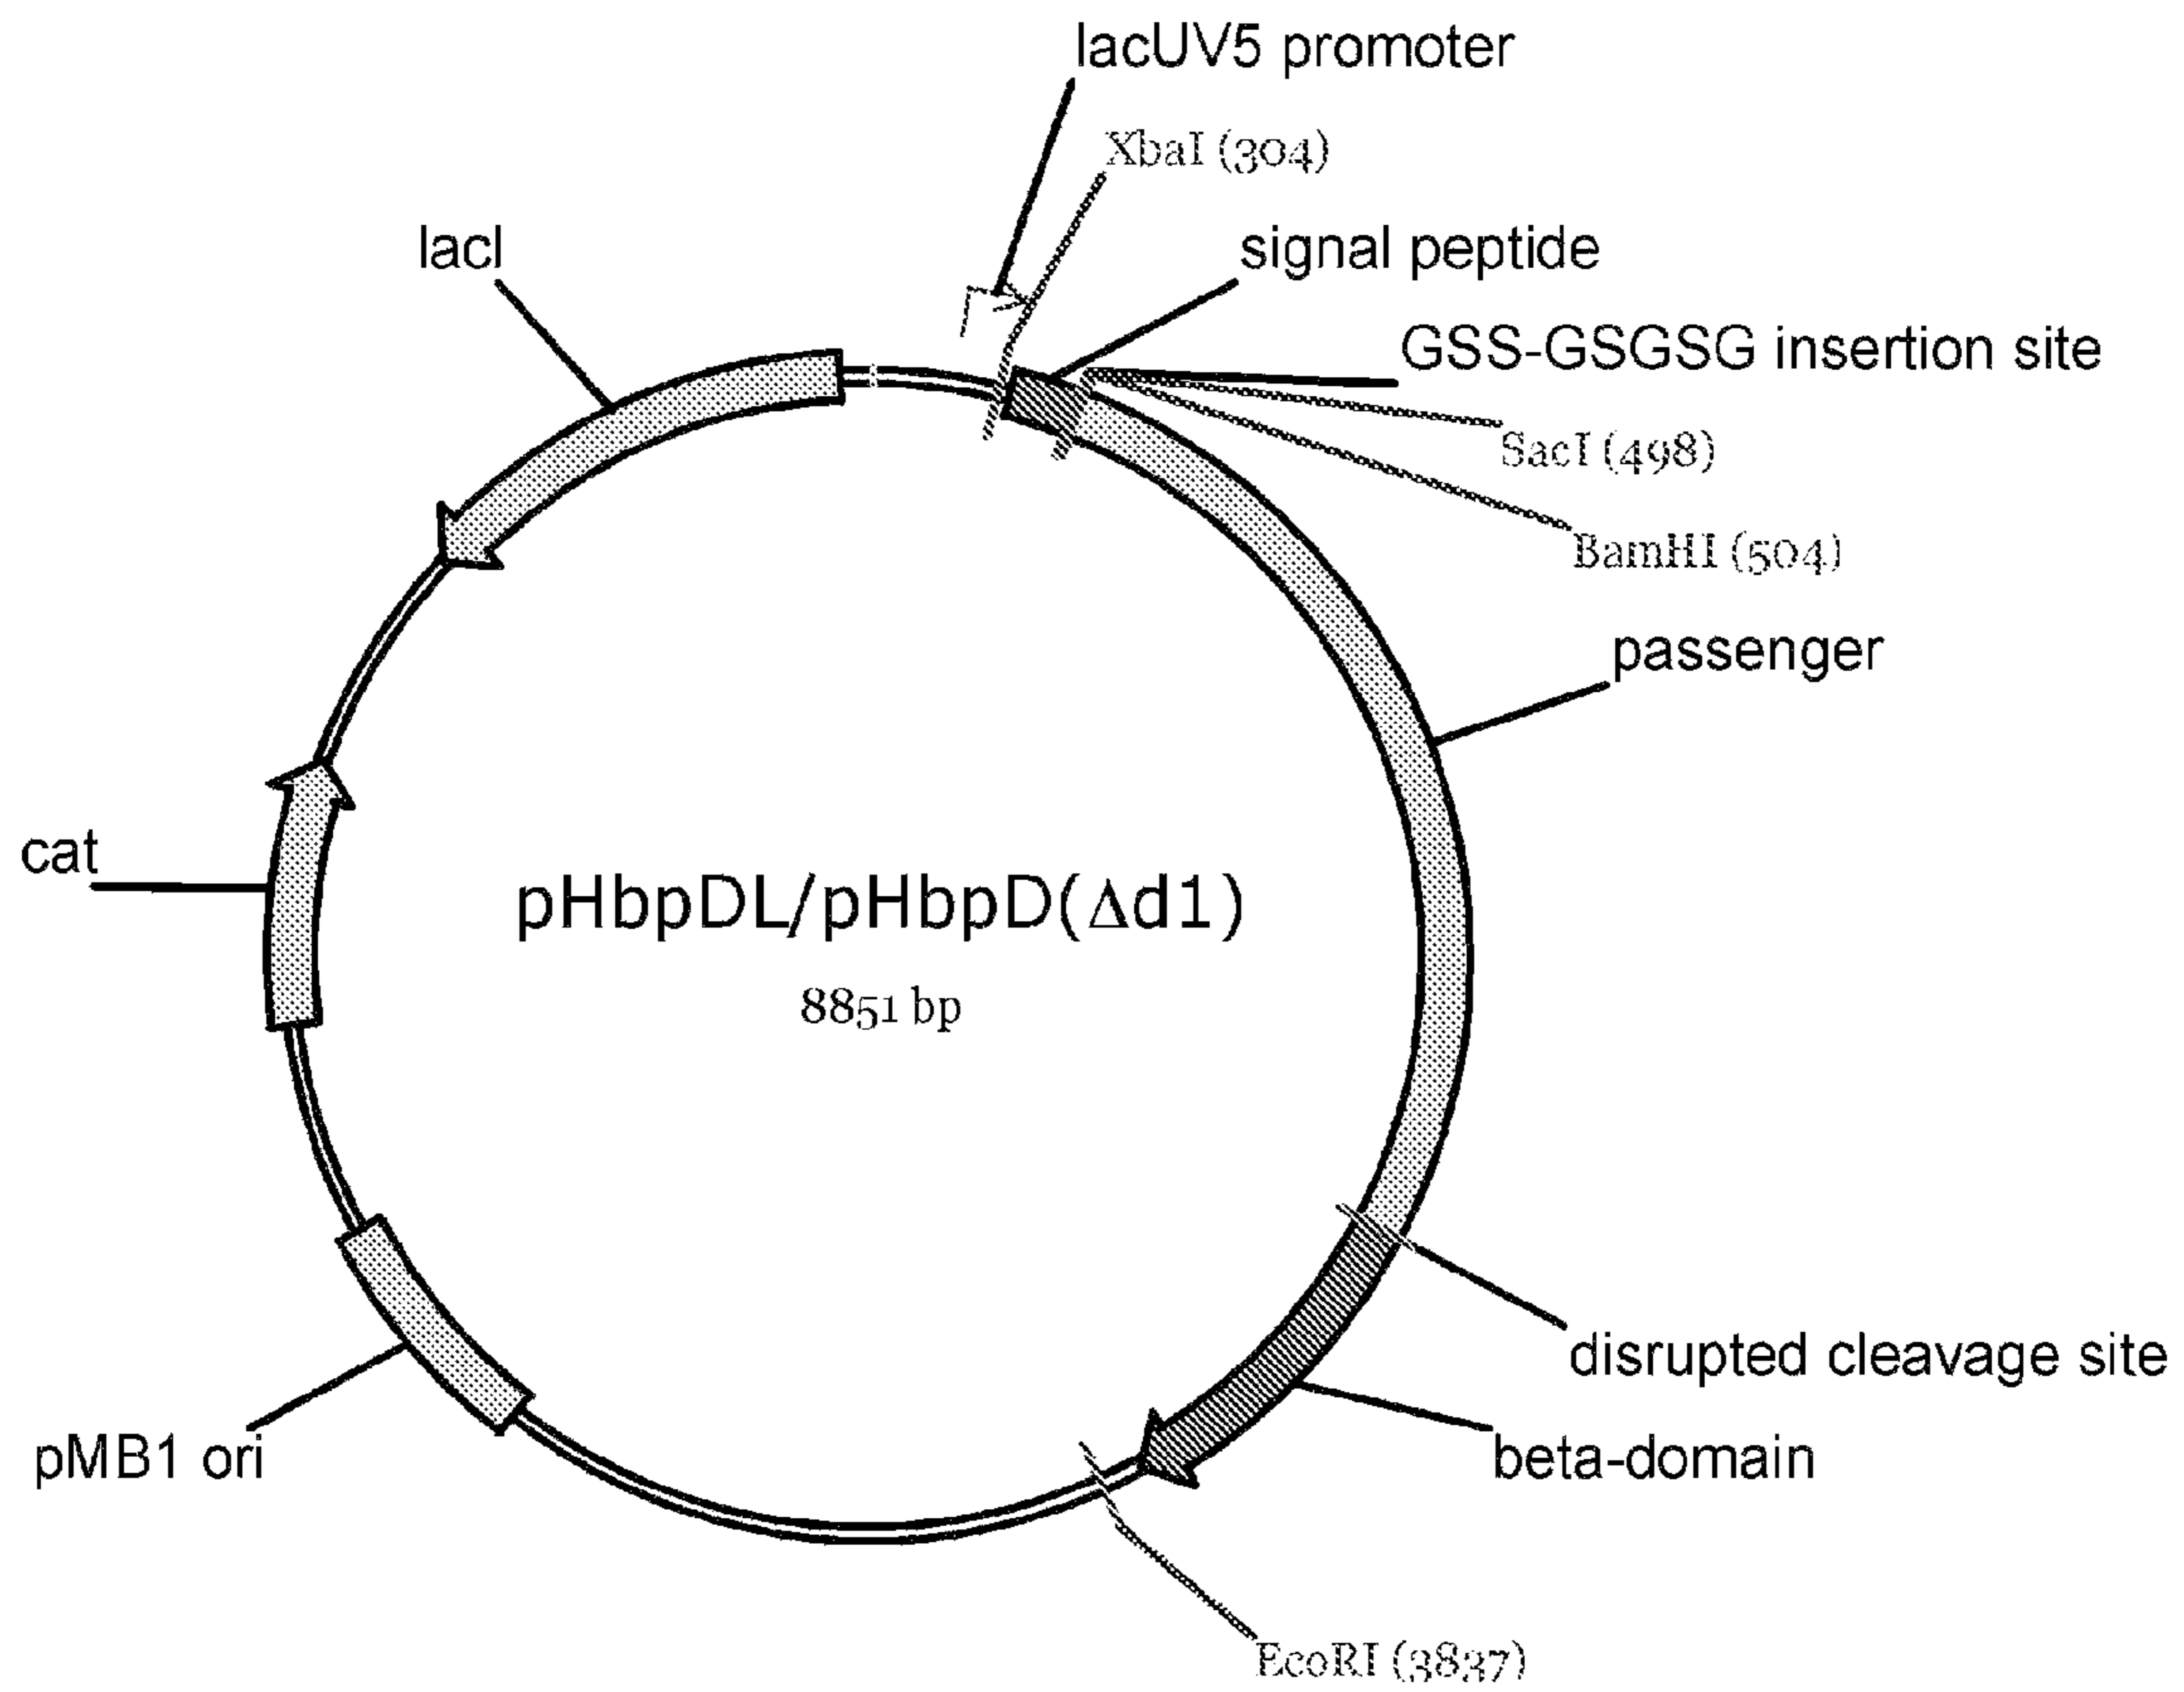 lacUV5 promoter
XbaI (304)
lacI
signal peptide
GSS-GSGSG insertion site
SacI (498)
BamHI (504)
passenger
cat
pHbpDL/pHbpD(Δd1)
8851 bp
disrupted cleavage site
beta-domain
pMB1 ori
EcoRI (3837)